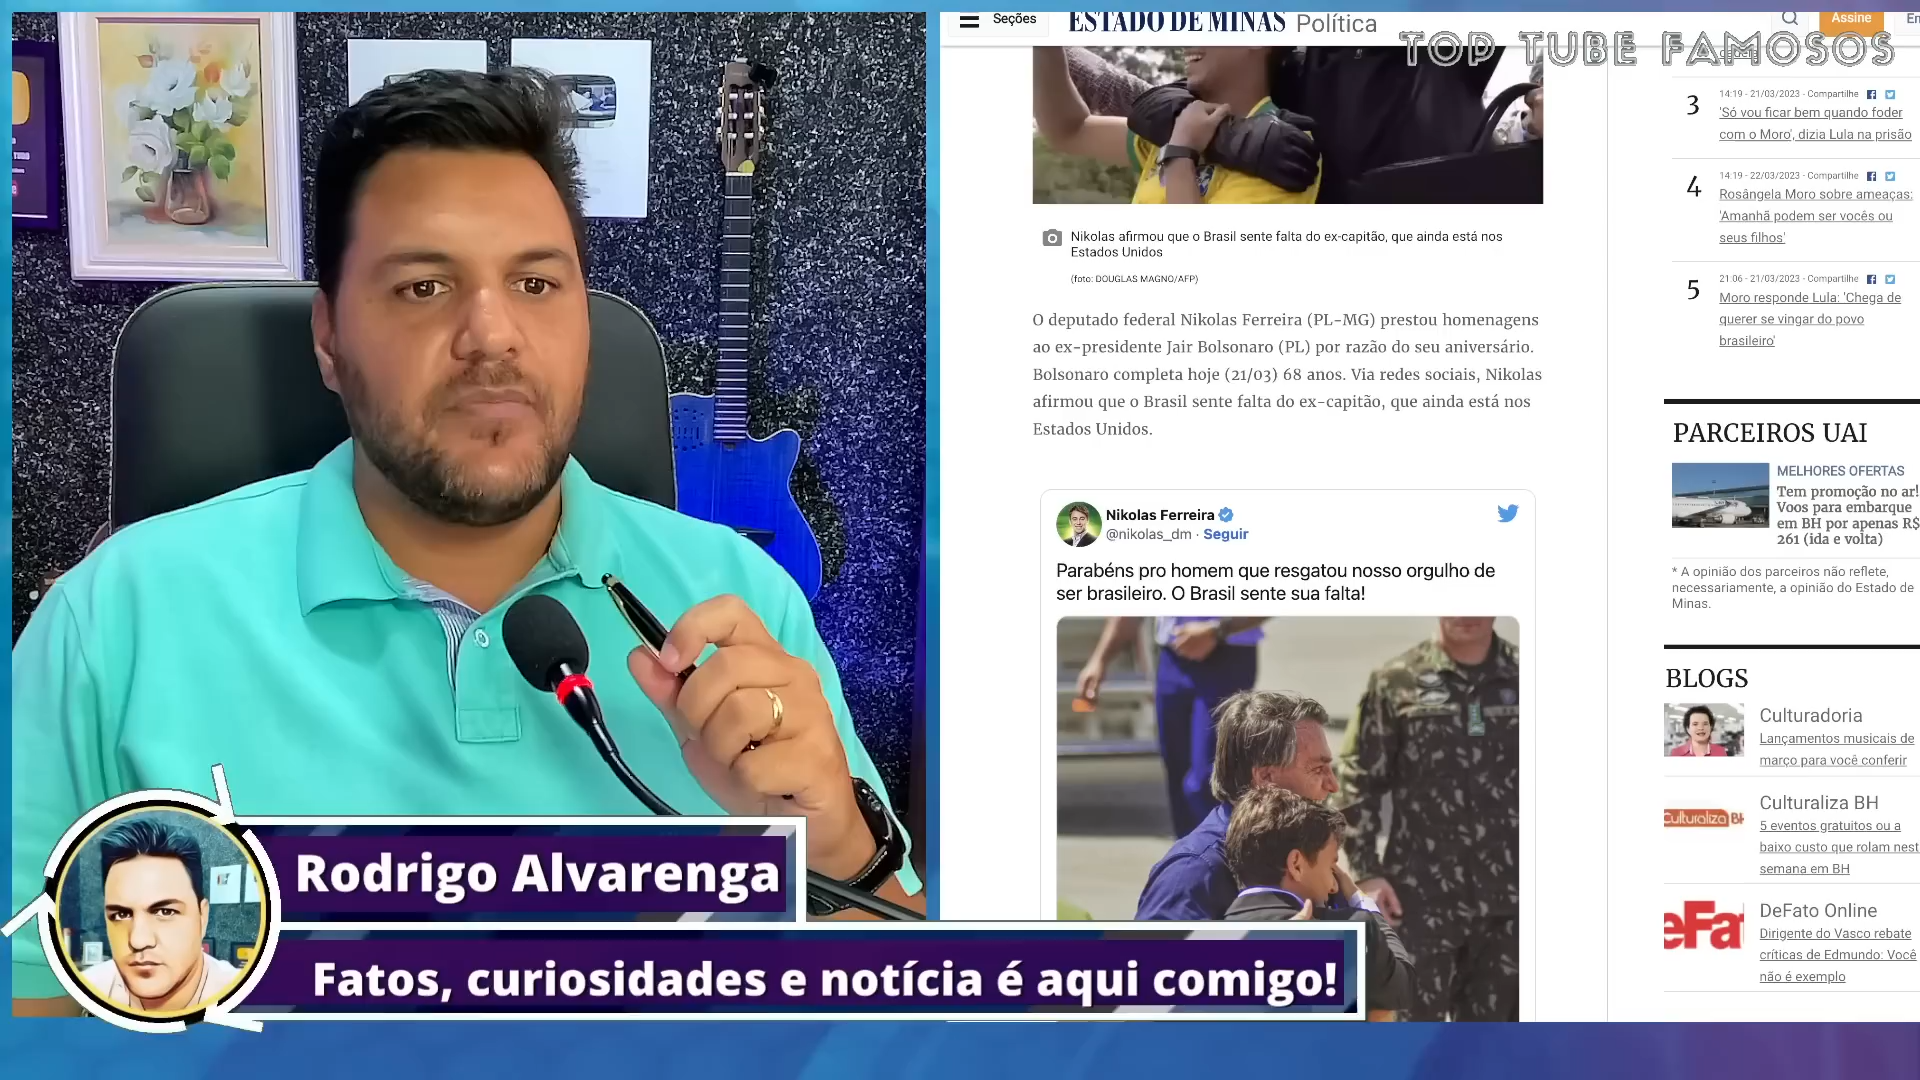 Rodrigo Alvarenga
Fatos, curiosidades e notícia é aqui comigo!
Seções
ESTADO DE MINAS Política
Assine
TOP TUBE FAMOSOS
Nikolas afirmou que o Brasil sente falta do ex-capitão, que ainda está nos
Estados Unidos
(foto: DOUGLAS MAGNO/AFP)
O deputado federal Nikolas Ferreira (PL-MG) prestou homenagens
ao ex-presidente Jair Bolsonaro (PL) por razão do seu aniversário.
Bolsonaro completa hoje (21/03) 68 anos. Via redes sociais, Nikolas
afirmou que o Brasil sente falta do ex-capitão, que ainda está nos
Estados Unidos.
Nikolas Ferreira
@nikolas_dm · Seguir
Parabéns pro homem que resgatou nosso orgulho de
ser brasileiro. O Brasil sente sua falta!
3
14:19 - 21/03/2023 - Compartilhe
'Só vou ficar bem quando foder
com o Moro', dizia Lula na prisão
4
14:19 - 22/03/2023 - Compartilhe
Rosângela Moro sobre ameaças:
'Amanhã podem ser vocês ou
seus filhos'
5
21:06 - 21/03/2023 - Compartilhe
Moro responde Lula: 'Chega de
querer se vingar do povo
brasileiro'
PARCEIROS UAI
MELHORES OFERTAS
Tem promoção no ar!
Voos para embarque
em BH por apenas R$
261 (ida e volta)
* A opinião dos parceiros não reflete,
necessariamente, a opinião do Estado de
Minas.
BLOGS
Culturadoria
Lançamentos musicais de
março para você conferir
Culturaliza BH
Culturaliza BH
5 eventos gratuitos ou a
baixo custo que rolam nest
semana em BH
eFa
DeFato Online
Dirigente do Vasco rebate
críticas de Edmundo: Você
não é exemplo